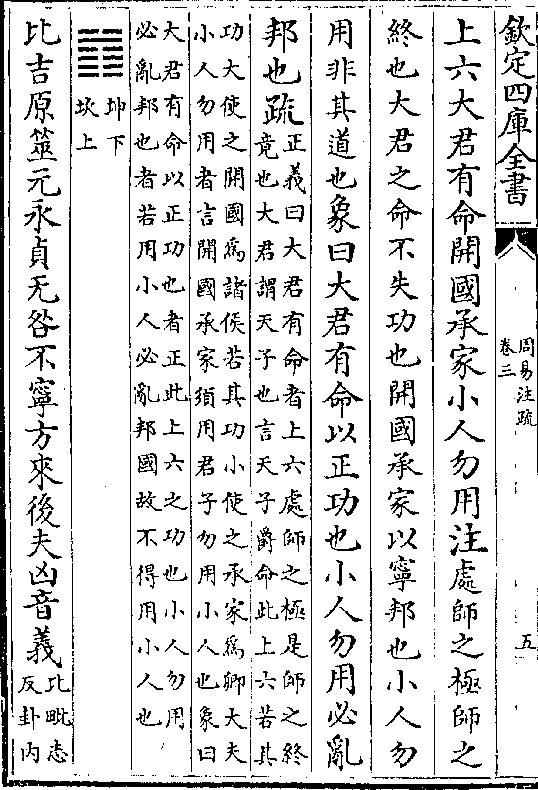 欽定四庫全書
周易注疏
卷三
五
上六大君有命開國承家小人勿用注處師之極師之
終也大君之命不失功也開國承家以寧邦也小人勿
用非其道也象曰大君有命以正功也小人勿用必亂
邦也疏
正義曰大君有命者上六處師之極是師之終
竟也大君謂天子也言天子爵命此上六若其
功大使之開國爲諸侯若其功小使之承家爲卿大夫
小人勿用者言開國承家須用君子勿用小人也象曰
大君有命以正功也者正此上六之功也小人勿用
必亂邦也者若用小人必亂邦國故不得用小人也
坤下
坎上
比吉原筮元永貞无咎不寧方來後夫凶音義
比毗志
反卦内